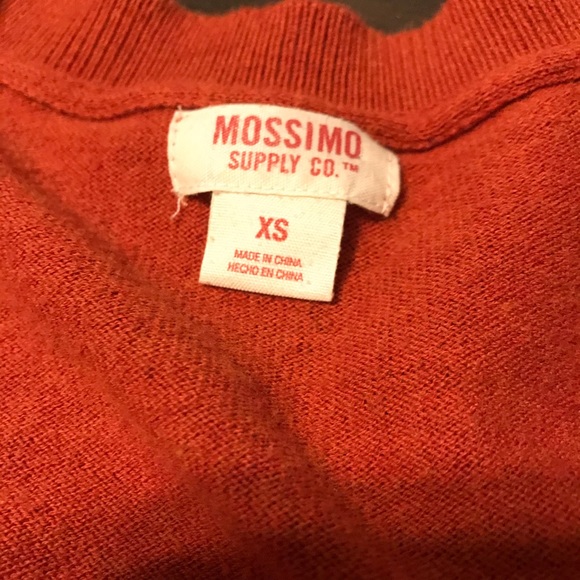 MOSSIMO
SUPPLY CO.™
XS
MADE IN CHINA
HECHO EN CHINA